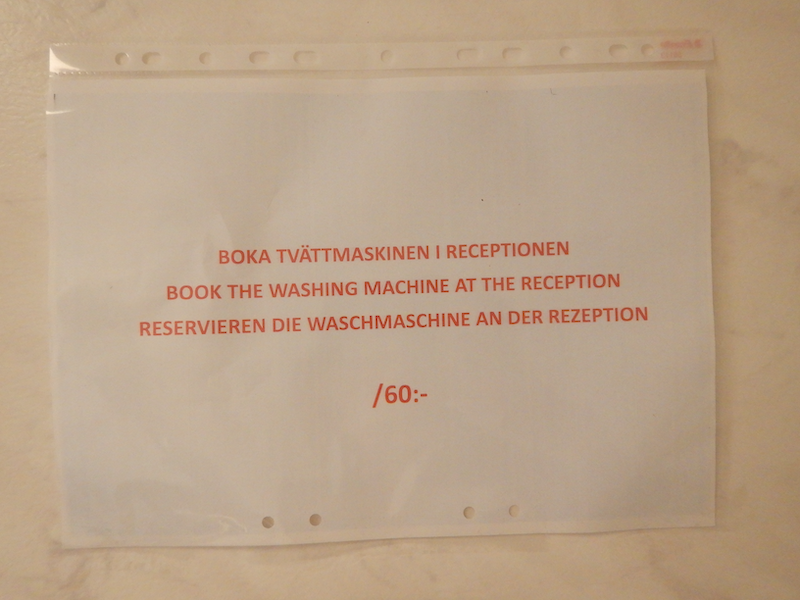 BOKA TVÄTTMASKINEN I RECEPTIONEN
BOOK THE WASHING MACHINE AT THE RECEPTION
RESERVIEREN DIE WASCHMASCHINE AN DER REZEPTION
/60:-